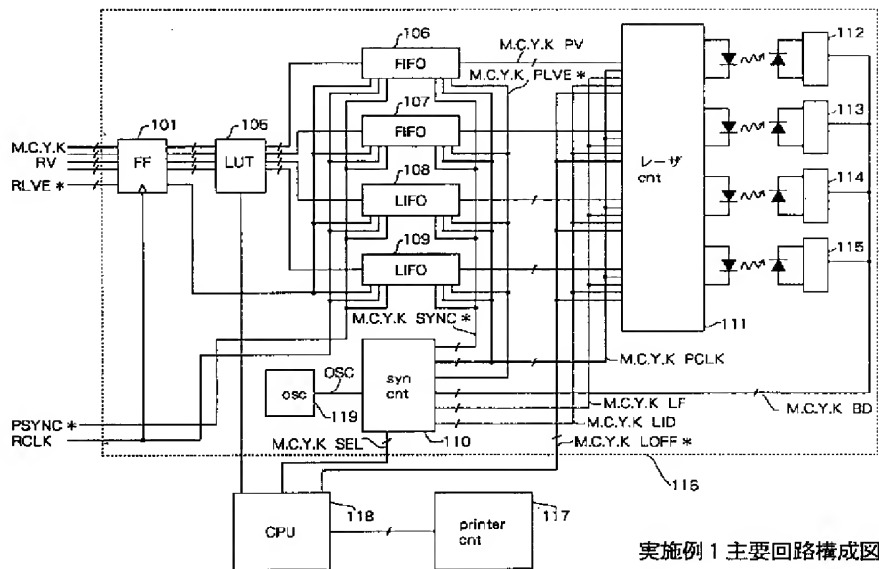 106
FIFO
M.C.Y.K PV
M.C.Y.K PLVE *
112
107
FIFO
113
101
105
M.C.Y.K
RV
RLVE *
FF
LUT
レーザ
cnt
108
LIFO
114
109
LIFO
115
M.C.Y.K SYNC *
111
M.C.Y.K PCLK
OSC
osc
119
syn
cnt
110
M.C.Y.K BD
M.C.Y.K LF
M.C.Y.K LID
M.C.Y.K LOFF *
PSYNC *
RCLK
M.C.Y.K SEL
116
CPU
118
printer
cnt
117
実施例1主要回路構成図